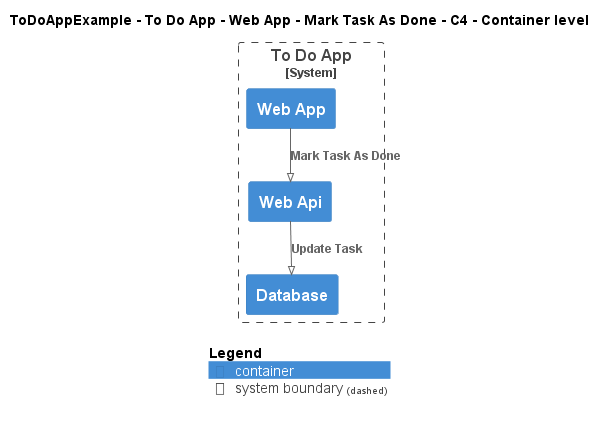 ToDoAppExample - To Do App - Web App - Mark Task As Done - C4 - Container level
To Do App
[System]
Web App
Mark Task As Done
Web Api
Update Task
Database
Legend
container
system boundary (dashed)